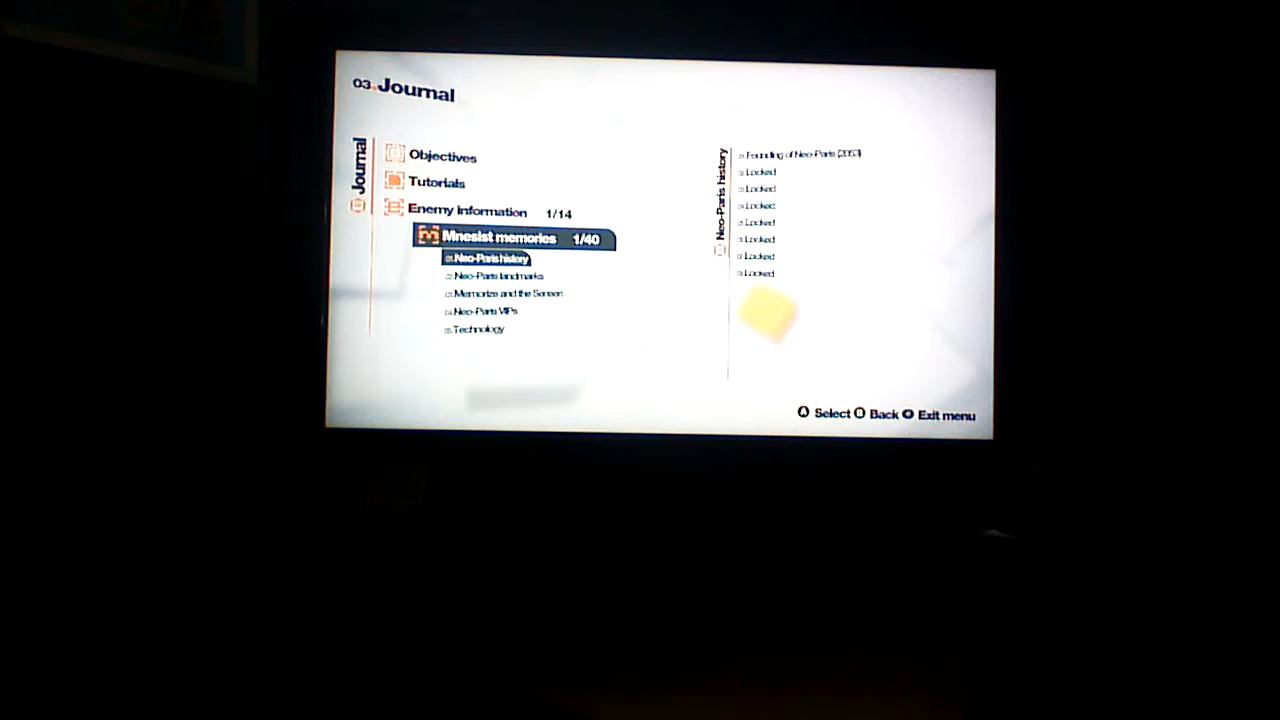 03.Journal
Journal
Objectives
Tutorials
Enemy information 1/14
Mnesist memories 1/40
Neo-Paris history
Neo-Paris landmarks
Memorize and the Sensen
Neo-Paris VIPs
Technology
Neo-Paris history
Founding of Neo-Paris (2053)
Locked
Locked
Locked
Locked
Locked
Locked
Locked
A Select B Back Exit menu